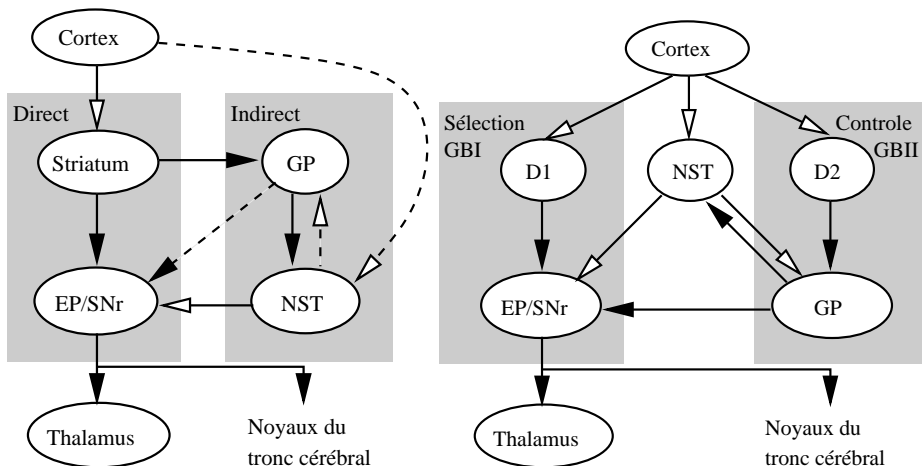 Cortex
Direct
Indirect
Striatum
GP
EP/SNr
NST
Thalamus
Noyaux du
tronc cérébral
Cortex
Sélection
GBI
Controle
GBII
D1
NST
D2
EP/SNr
GP
Thalamus
Noyaux du
tronc cérébral